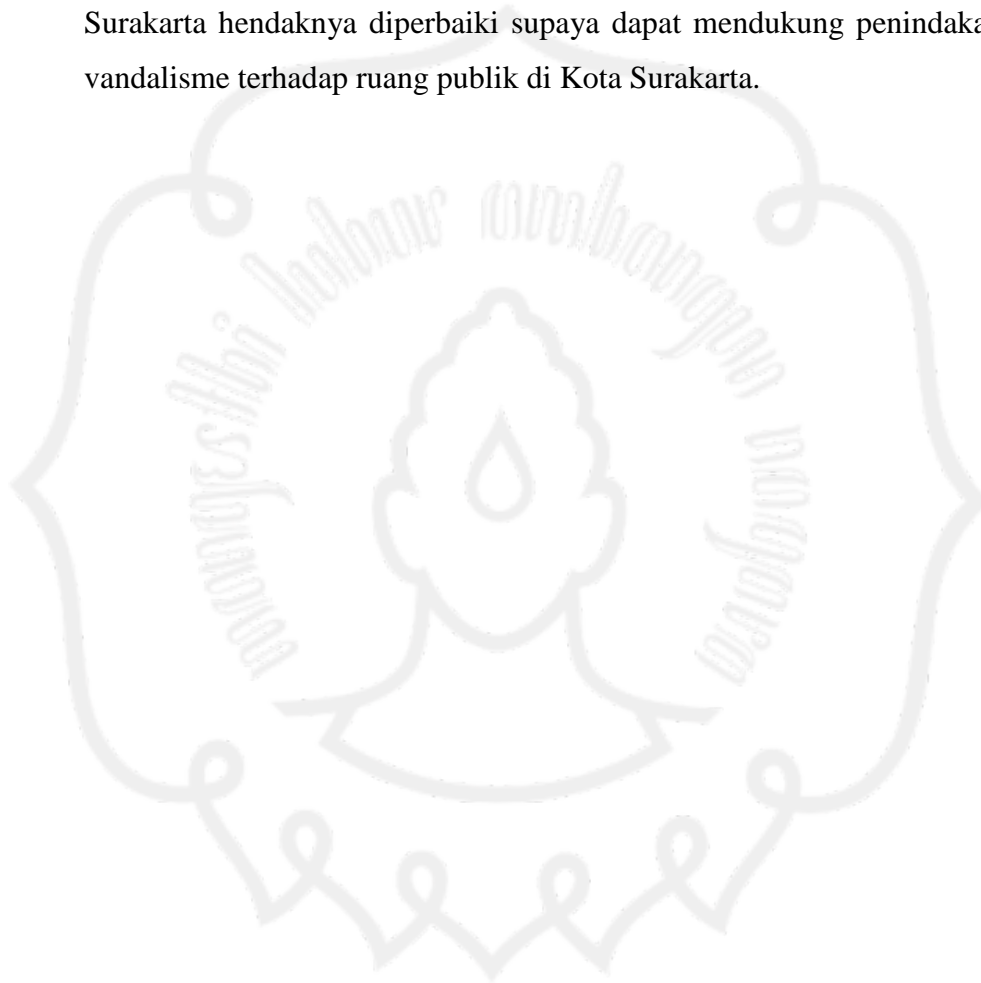 Surakarta hendaknya diperbaiki supaya dapat mendukung penindaka
vandalisme terhadap ruang publik di Kota Surakarta.